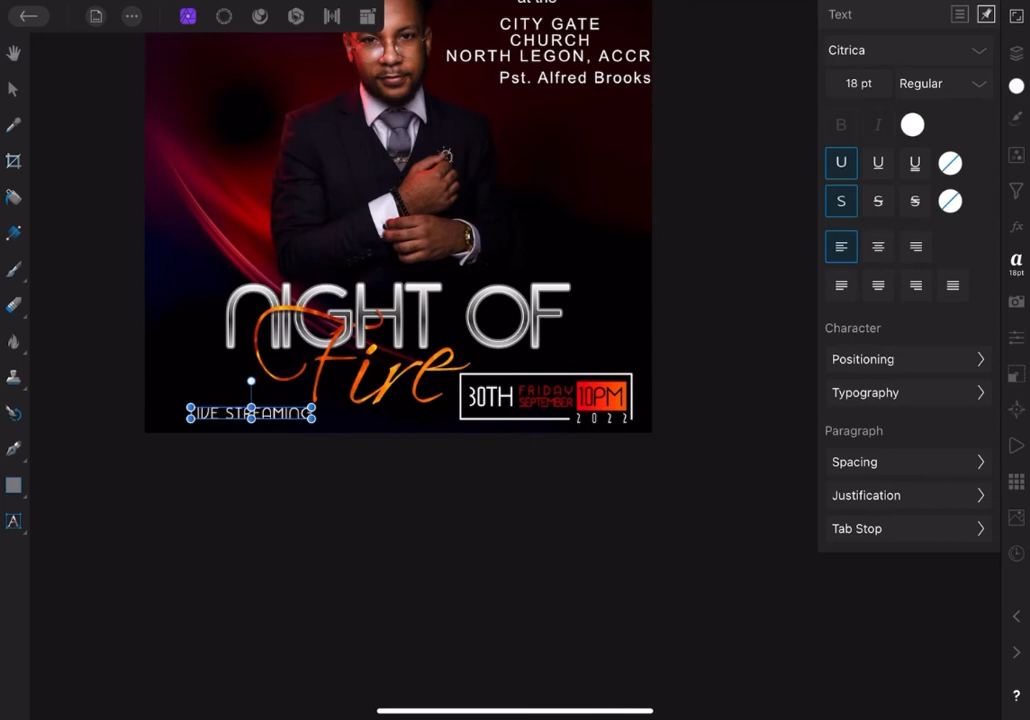 Text
at the
CITY GATE
CHURCH
NORTH LEGON, ACCR
Pst. Alfred Brooks
Citrica
18 pt Regular
B I
U U U
S S S
Character
Positioning
Typography
Paragraph
Spacing
Justification
Tab Stop
a
18pt
fx
NIGHT OF
Fire
30TH FRIDAY SEPTEMBER 10PM
2022
LIVE STREAMING
A
?